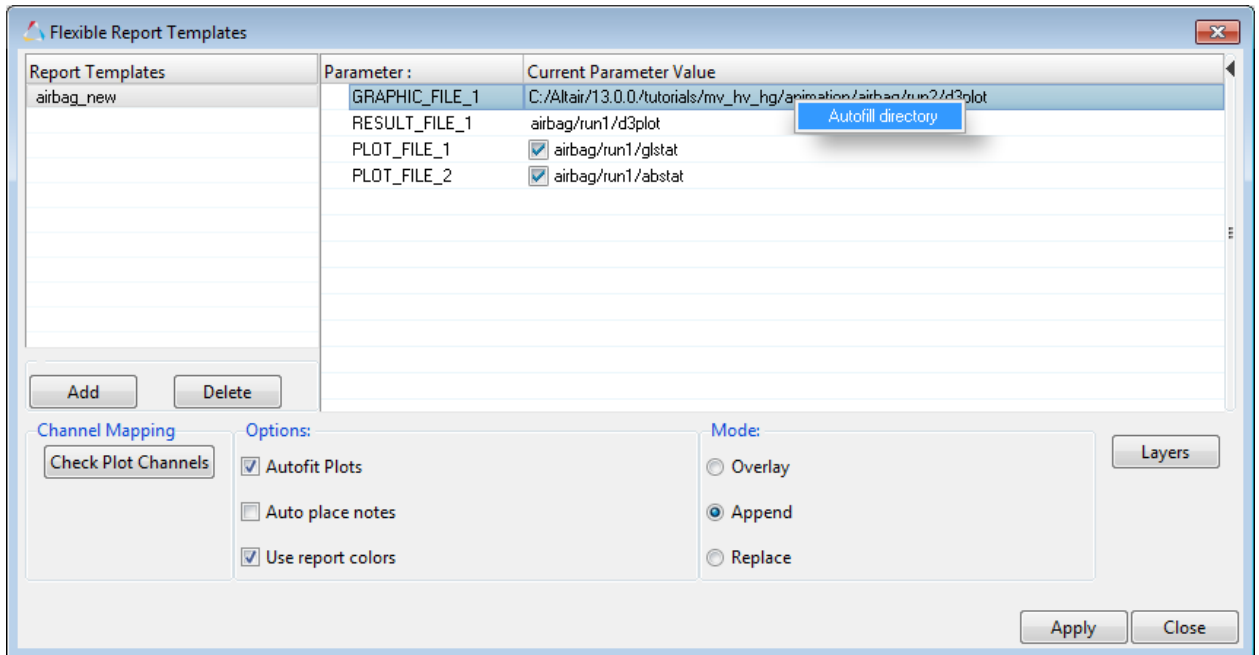 Flexible Report Templates
Report Templates
airbag_new
Parameter :
Current Parameter Value
GRAPHIC_FILE_1
C:/Altair/13.0.0./tutorials/mv_hv_hg/animation/airbag/run2/d3plot
Autofill directory
RESULT_FILE_1
airbag/run1/d3plot
PLOT_FILE_1
airbag/run1/glstat
PLOT_FILE_2
airbag/run1/abstat
Add
Delete
Channel Mapping
Check Plot Channels
Options:
Autofit Plots
Auto place notes
Use report colors
Mode:
Overlay
Append
Replace
Layers
Apply
Close